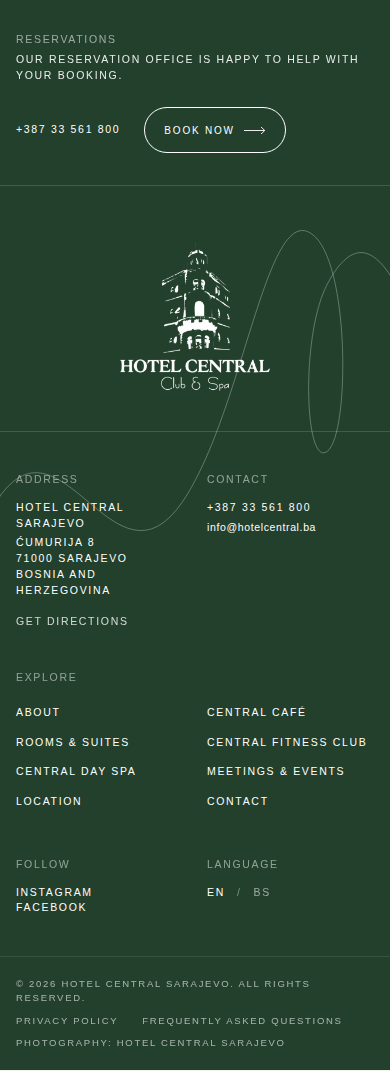 RESERVATIONS
OUR RESERVATION OFFICE IS HAPPY TO HELP WITH
YOUR BOOKING.
+387 33 561 800
BOOK NOW
HOTEL CENTRAL
Club & Spa
ADDRESS
HOTEL CENTRAL
SARAJEVO
ĆUMURIJA 8
71000 SARAJEVO
BOSNIA AND
HERZEGOVINA
GET DIRECTIONS
CONTACT
+387 33 561 800
info@hotelcentral.ba
EXPLORE
ABOUT
ROOMS & SUITES
CENTRAL DAY SPA
LOCATION
CENTRAL CAFÉ
CENTRAL FITNESS CLUB
MEETINGS & EVENTS
CONTACT
FOLLOW
INSTAGRAM
FACEBOOK
LANGUAGE
EN / BS
© 2026 HOTEL CENTRAL SARAJEVO. ALL RIGHTS
RESERVED.
PRIVACY POLICY FREQUENTLY ASKED QUESTIONS
PHOTOGRAPHY: HOTEL CENTRAL SARAJEVO